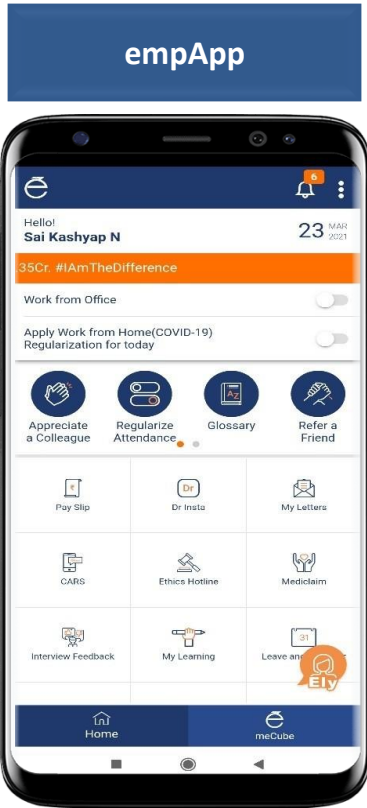 empApp
6
Hello!
Sai Kashyap N
23 MAR
2021
35Cr. #IAmTheDifference
Work from Office
Apply Work from Home(COVID-19)
Regularization for today
AZ
Appreciate
a Colleague
Regularize
Attendance
Glossary
Refer a
Friend
₹
Dr
Pay Slip
Dr Insta
My Letters
CARS
Ethics Hotline
Mediclaim
31
Interview Feedback
My Learning
Leave and
Ely
Home
meCube